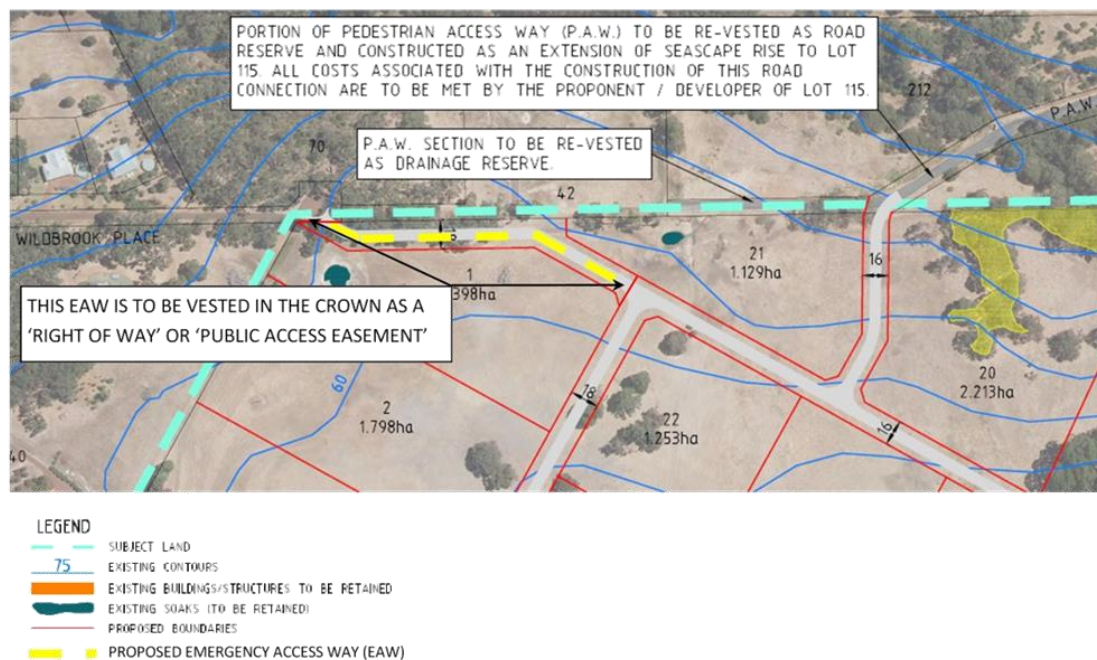 PORTION OF PEDESTRIAN ACCESS WAY (P.A.W.) TO BE RE-VESTED AS ROAD
RESERVE AND CONSTRUCTED AS AN EXTENSION OF SEASCAPE RISE TO LOT
115. ALL COSTS ASSOCIATED WITH THE CONSTRUCTION OF THIS ROAD
CONNECTION ARE TO BE MET BY THE PROPONENT / DEVELOPER OF LOT 115.
212
P.A.W.
70
P.A.W. SECTION TO BE RE-VESTED
AS DRAINAGE RESERVE.
42
WILDBROOK PLACE
21
1.129ha
16
1
398ha
THIS EAW IS TO BE VESTED IN THE CROWN AS A
'RIGHT OF WAY' OR 'PUBLIC ACCESS EASEMENT'
60
20
2.213ha
2
1.798ha
18
22
1.253ha
16
40
LEGEND
SUBJECT LAND
75 EXISTING CONTOURS
EXISTING BUILDINGS/STRUCTURES TO BE RETAINED
EXISTING SOAKS (TO BE RETAINED)
PROPOSED BOUNDARIES
PROPOSED EMERGENCY ACCESS WAY (EAW)